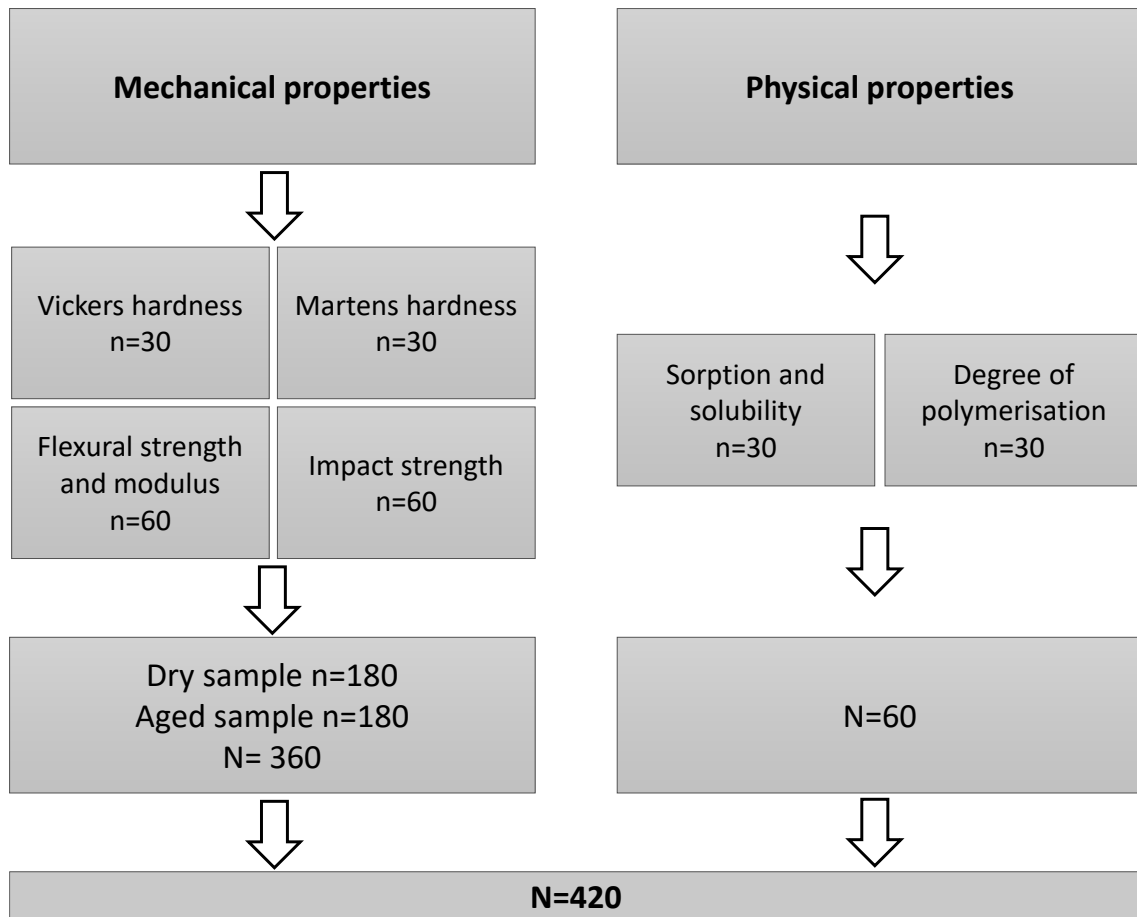 Mechanical properties
Physical properties
Vickers hardness
n=30
Martens hardness
n=30
Flexural strength
and modulus
n=60
Impact strength
n=60
Sorption and
solubility
n=30
Degree of
polymerisation
n=30
Dry sample n=180
Aged sample n=180
N= 360
N=60
N=420